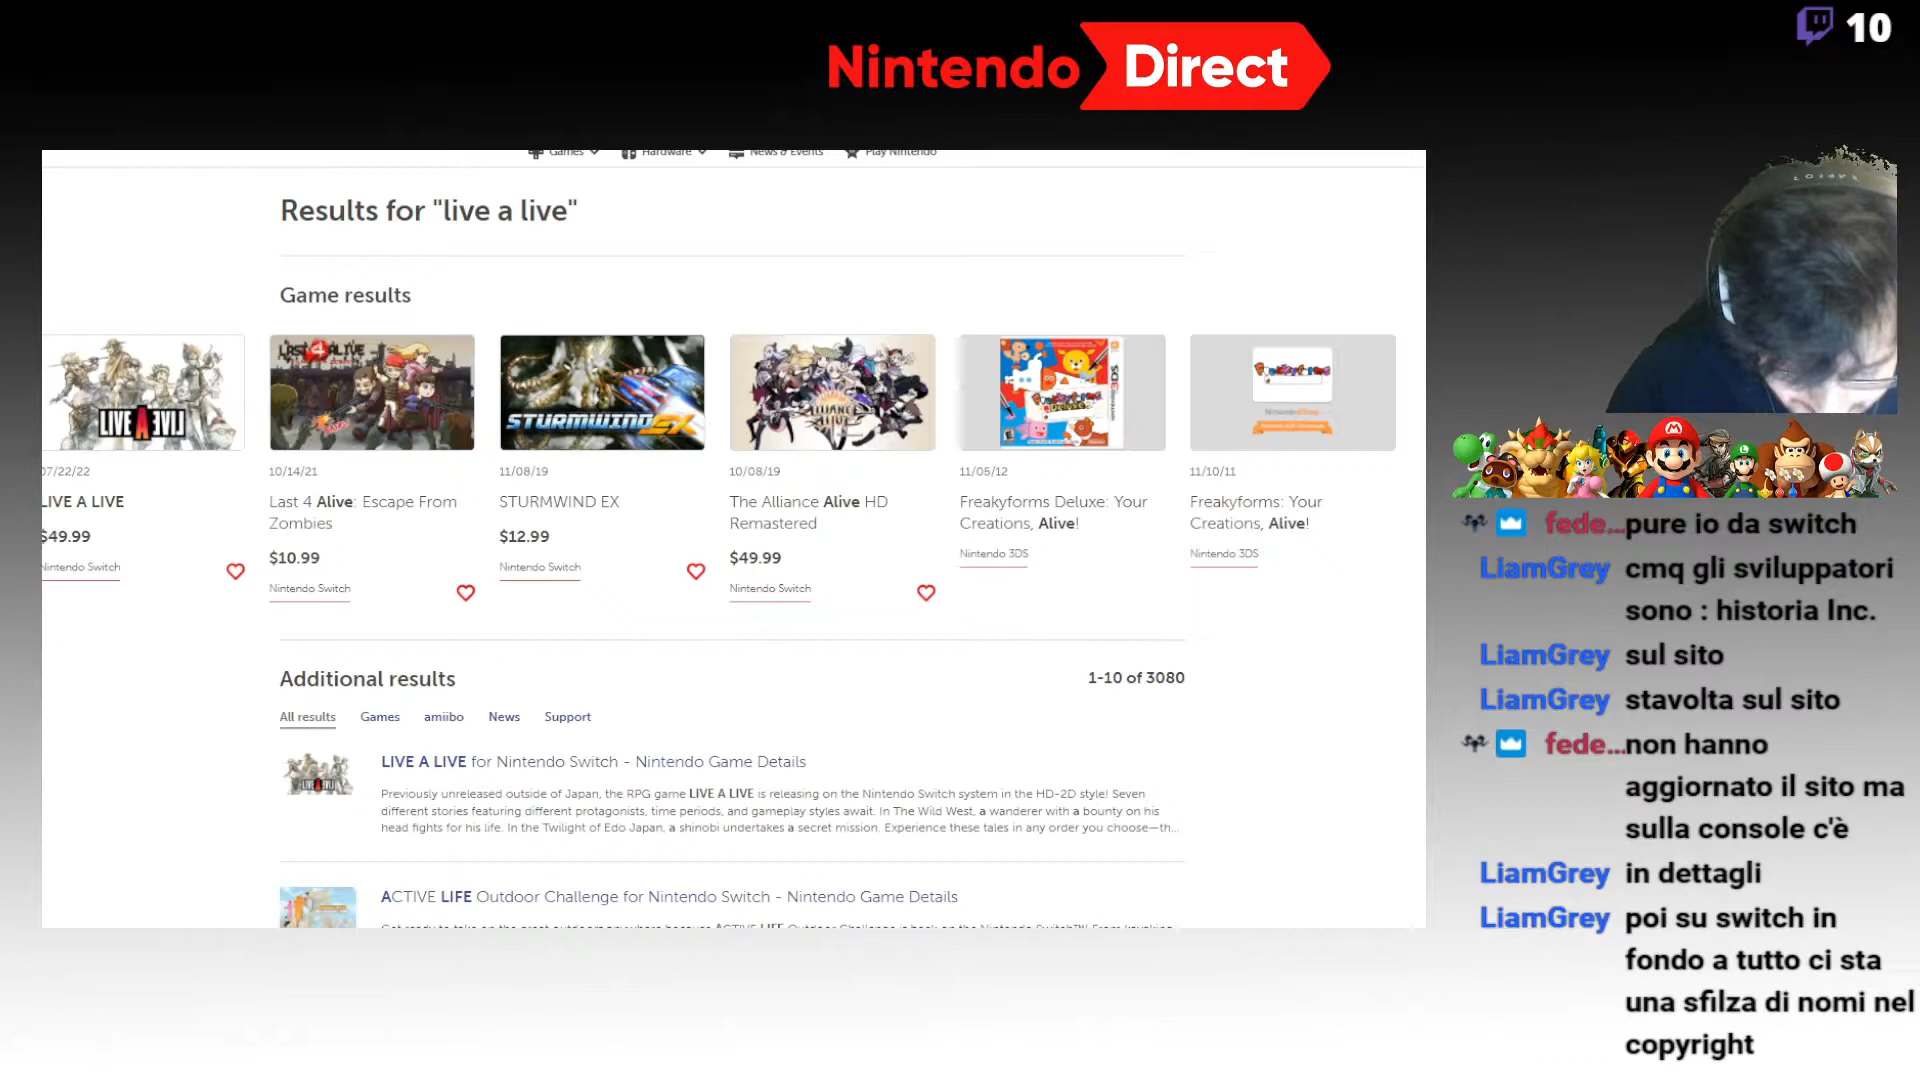 Nintendo Direct
10
Games Hardware News & Events Play Nintendo
Results for "live a live"
Game results
LIVE A LIVE
LAST 4 ALIVE
STURMWIND EX
ALLIANCE ALIVE
Freakyforms Deluxe
NINTENDO 3DS
Freakyforms
07/22/22
LIVE A LIVE
$49.99
Nintendo Switch
10/14/21
Last 4 Alive: Escape From
Zombies
$10.99
Nintendo Switch
11/08/19
STURMWIND EX
$12.99
Nintendo Switch
10/08/19
The Alliance Alive HD
Remastered
$49.99
Nintendo Switch
11/05/12
Freakyforms Deluxe: Your
Creations, Alive!
Nintendo 3DS
11/10/11
Freakyforms: Your
Creations, Alive!
Nintendo 3DS
Additional results
1-10 of 3080
All results Games amiibo News Support
LIVE A LIVE for Nintendo Switch - Nintendo Game Details
Previously unreleased outside of Japan, the RPG game LIVE A LIVE is releasing on the Nintendo Switch system in the HD-2D style! Seven
different stories featuring different protagonists, time periods, and gameplay styles await. In The Wild West, a wanderer with a bounty on his
head fights for his life. In the Twilight of Edo Japan, a shinobi undertakes a secret mission. Experience these tales in any order you choose—th...
ACTIVE LIFE Outdoor Challenge for Nintendo Switch - Nintendo Game Details
fede... pure io da switch
LiamGrey cmq gli sviluppatori
sono : historia Inc.
LiamGrey sul sito
LiamGrey stavolta sul sito
fede... non hanno
aggiornato il sito ma
sulla console c'è
LiamGrey in dettagli
LiamGrey poi su switch in
fondo a tutto ci sta
una sfilza di nomi nel
copyright